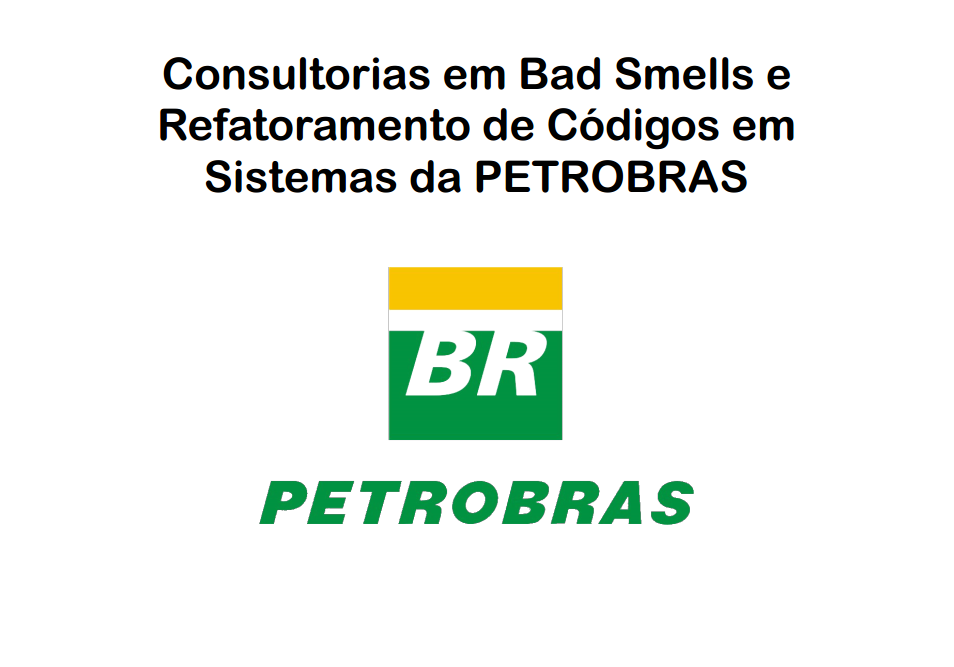 Consultorias em Bad Smells e
Refatoramento de Códigos em
Sistemas da PETROBRAS
BR
PETROBRAS